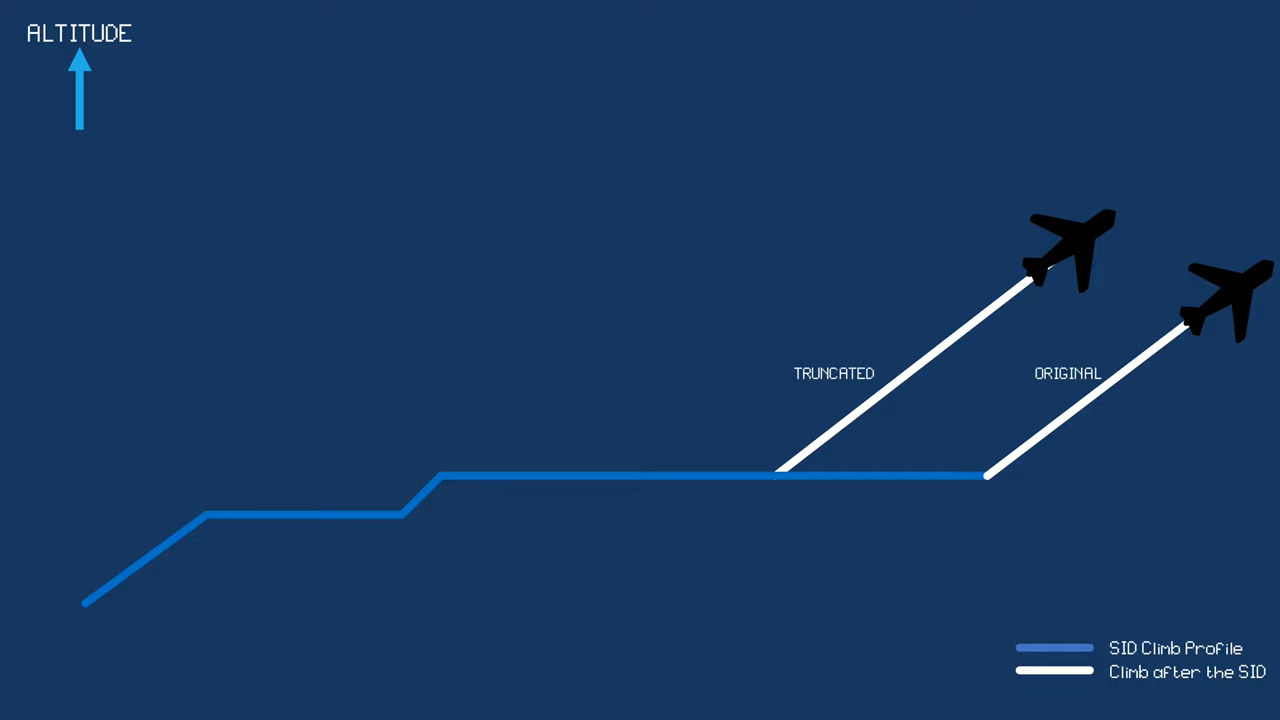 ALTITUDE
TRUNCATED
ORIGINAL
SID Climb Profile
Climb after the SID